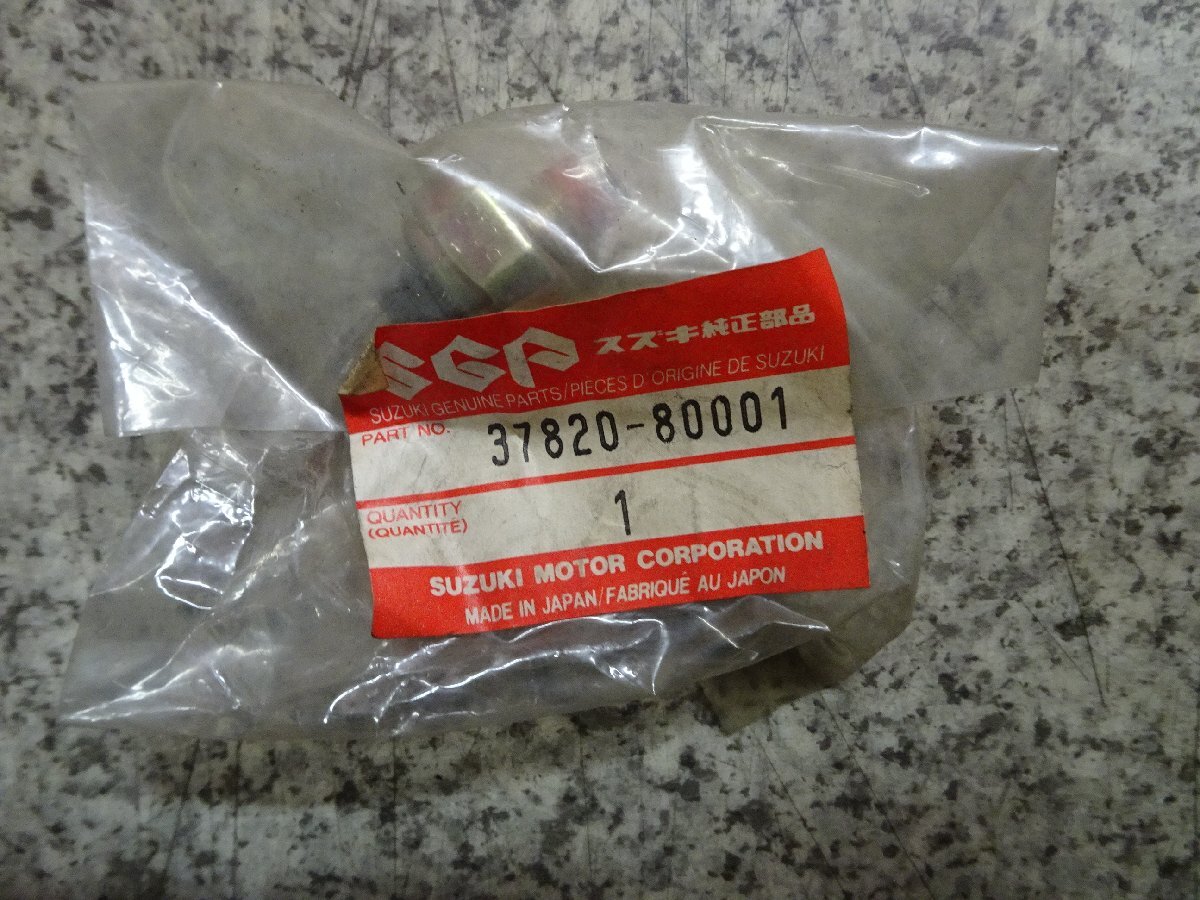 SGP スズキ純正部品
SUZUKI GENUINE PARTS/PIECES D'ORIGINE DE SUZUKI
PART NO. 37820-80001
QUANTITY 1
(QUANTITÉ)
SUZUKI MOTOR CORPORATION
MADE IN JAPAN/FABRIQUÉ AU JAPON